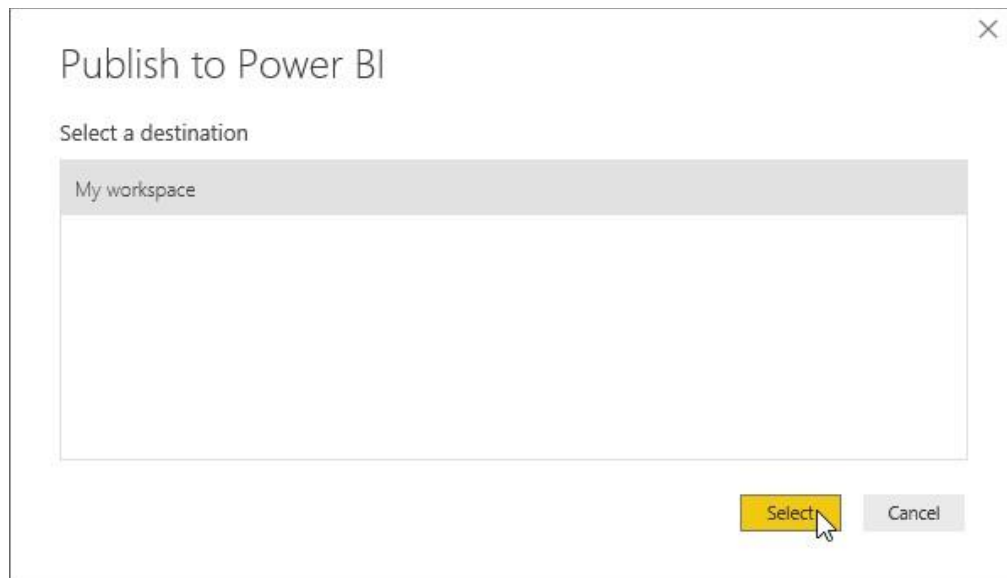 Publish to Power BI
Select a destination
My workspace
Select
Cancel